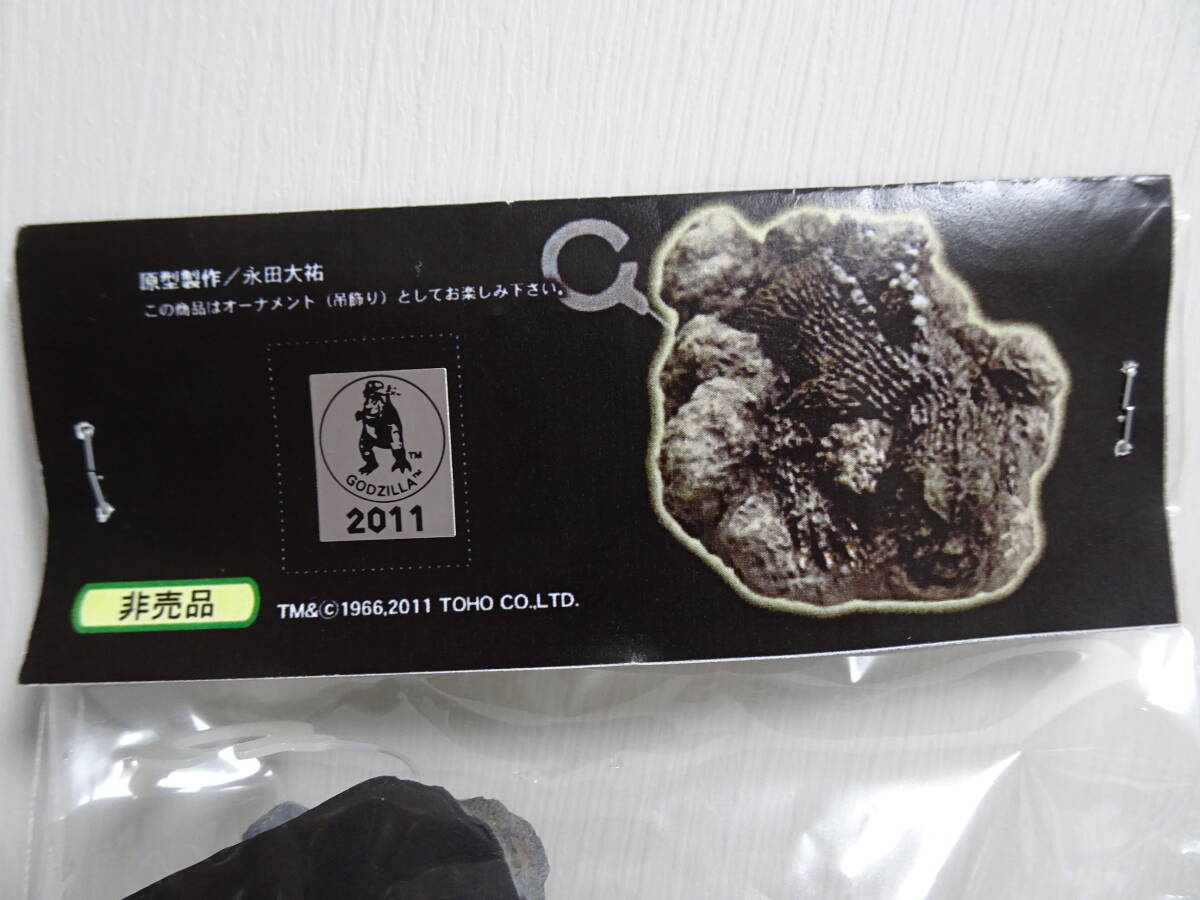 原型製作／永田大祐
この商品はオーナメント（吊飾り）としてお楽しみ下さい。
TM
GODZILLA™
2011
非売品
TM&©1966,2011 TOHO CO.,LTD.